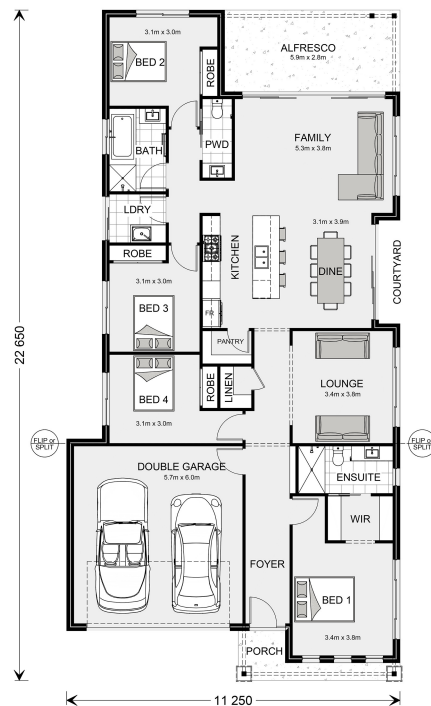 3.1m x 3.0m
BED 2
ROBE
ALFRESCO
5.9m x 2.8m
BATH
PWD
FAMILY
5.3m x 3.8m
LDRY
ROBE
KITCHEN
3.1m x 3.9m
DINE
COURTYARD
3.1m x 3.0m
BED 3
FR
PANTRY
22 650
BED 4
ROBE
LINEN
LOUNGE
3.4m x 3.8m
3.1m x 3.0m
FLIP or
SPLIT
FLIP or
SPLIT
DOUBLE GARAGE
5.7m x 6.0m
ENSUITE
WIR
FOYER
BED 1
3.4m x 3.8m
PORCH
11 250